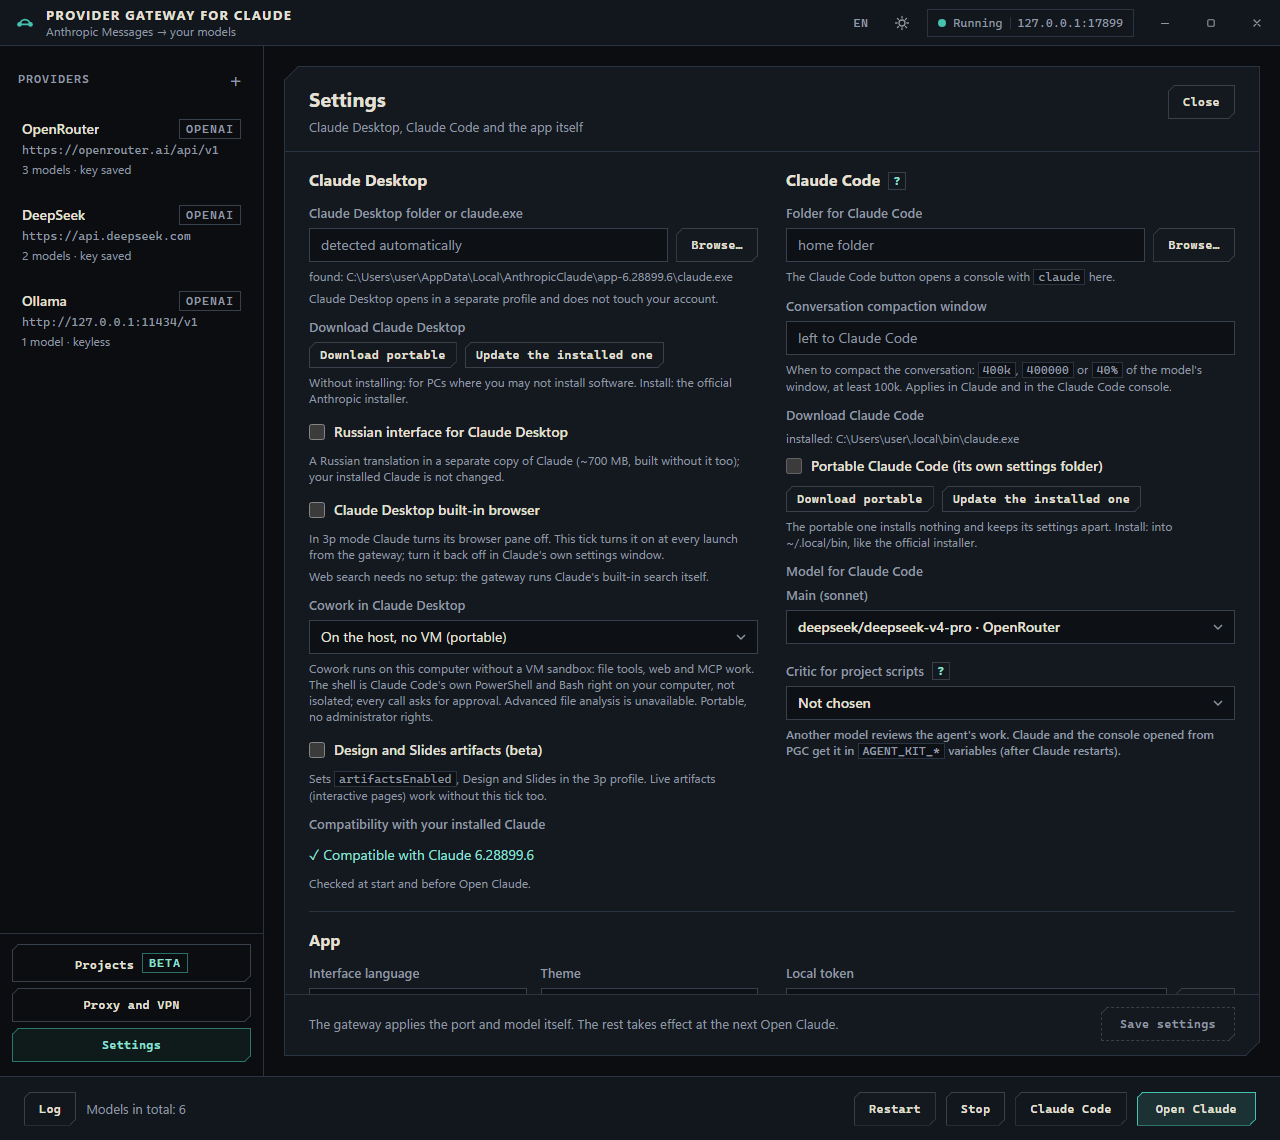 PROVIDER GATEWAY FOR CLAUDE
Anthropic Messages → your models
EN
Running
127.0.0.1:17899
PROVIDERS
+
OpenRouter
OPENAI
https://openrouter.ai/api/v1
3 models · key saved
DeepSeek
OPENAI
https://api.deepseek.com
2 models · key saved
Ollama
OPENAI
http://127.0.0.1:11434/v1
1 model · keyless
Projects BETA
Proxy and VPN
Settings
Settings
Claude Desktop, Claude Code and the app itself
Close
Claude Desktop
Claude Desktop folder or claude.exe
detected automatically
Browse…
found: C:\Users\user\AppData\Local\AnthropicClaude\app-6.28899.6\claude.exe
Claude Desktop opens in a separate profile and does not touch your account.
Download Claude Desktop
Download portable
Update the installed one
Without installing: for PCs where you may not install software. Install: the official
Anthropic installer.
Russian interface for Claude Desktop
A Russian translation in a separate copy of Claude (~700 MB, built without it too);
your installed Claude is not changed.
Claude Desktop built-in browser
In 3p mode Claude turns its browser pane off. This tick turns it on at every launch
from the gateway; turn it back off in Claude's own settings window.
Web search needs no setup: the gateway runs Claude's built-in search itself.
Cowork in Claude Desktop
On the host, no VM (portable)
Cowork runs on this computer without a VM sandbox: file tools, web and MCP work.
The shell is Claude Code's own PowerShell and Bash right on your computer, not
isolated; every call asks for approval. Advanced file analysis is unavailable. Portable,
no administrator rights.
Design and Slides artifacts (beta)
Sets artifactsEnabled, Design and Slides in the 3p profile. Live artifacts
(interactive pages) work without this tick too.
Compatibility with your installed Claude
✓ Compatible with Claude 6.28899.6
Checked at start and before Open Claude.
Claude Code ?
Folder for Claude Code
home folder
Browse…
The Claude Code button opens a console with claude here.
Conversation compaction window
left to Claude Code
When to compact the conversation: 400k, 400000 or 40% of the model's
window, at least 100k. Applies in Claude and in the Claude Code console.
Download Claude Code
installed: C:\Users\user\.local\bin\claude.exe
Portable Claude Code (its own settings folder)
Download portable
Update the installed one
The portable one installs nothing and keeps its settings apart. Install: into
~/.local/bin, like the official installer.
Model for Claude Code
Main (sonnet)
deepseek/deepseek-v4-pro · OpenRouter
Critic for project scripts ?
Not chosen
Another model reviews the agent's work. Claude and the console opened from
PGC get it in AGENT_KIT_* variables (after Claude restarts).
App
Interface language
Theme
Local token
The gateway applies the port and model itself. The rest takes effect at the next Open Claude.
Save settings
Log
Models in total: 6
Restart
Stop
Claude Code
Open Claude